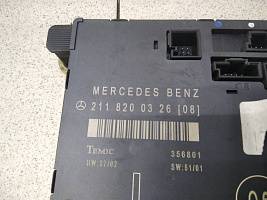 MERCEDES BENZ
211 820 03 26 [08]
TEMIC 356801
HW:37/02 SW:51/01